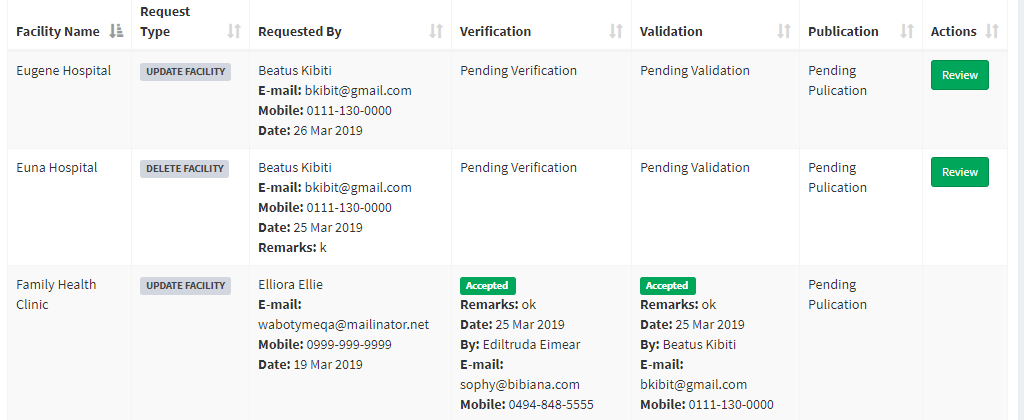 Facility Name
Request
Type
Requested By
Verification
Validation
Publication
Actions
Eugene Hospital
UPDATE FACILITY
Beatus Kibiti
E-mail: bkibit@gmail.com
Mobile: 0111-130-0000
Date: 26 Mar 2019
Pending Verification
Pending Validation
Pending
Pulication
Review
Euna Hospital
DELETE FACILITY
Beatus Kibiti
E-mail: bkibit@gmail.com
Mobile: 0111-130-0000
Date: 25 Mar 2019
Remarks: k
Pending Verification
Pending Validation
Pending
Pulication
Review
Family Health
Clinic
UPDATE FACILITY
Elliora Ellie
E-mail:
wabotymeqa@mailinator.net
Mobile: 0999-999-9999
Date: 19 Mar 2019
Accepted
Remarks: ok
Date: 25 Mar 2019
By: Ediltruda Eimear
E-mail:
sophy@bibiana.com
Mobile: 0494-848-5555
Accepted
Remarks: ok
Date: 25 Mar 2019
By: Beatus Kibiti
E-mail:
bkibit@gmail.com
Mobile: 0111-130-0000
Pending
Pulication